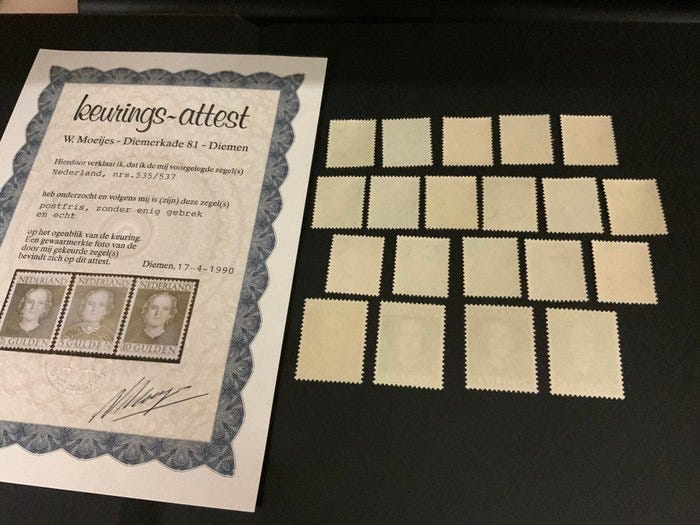 keurings-attest
W. Moeijes - Diemerkade 81 - Diemen
Hierdoor verklaar ik, dat ik de mij voorgelegde zegel(s)
Nederland, nrs.535/537
heb onderzocht en volgens mij is (zijn) deze zegel(s)
postfris, zonder enig gebrek
en echt
op het ogenblik van de keuring.
Een gewaarmerkte foto van de
door mij gekeurde zegel(s)
bevindt zich op dit attest.
Diemen, 17-4-1990
NEDERLAND NEDERLAND NEDERLAND
GULDEN 5 GULDEN 10 GULDEN